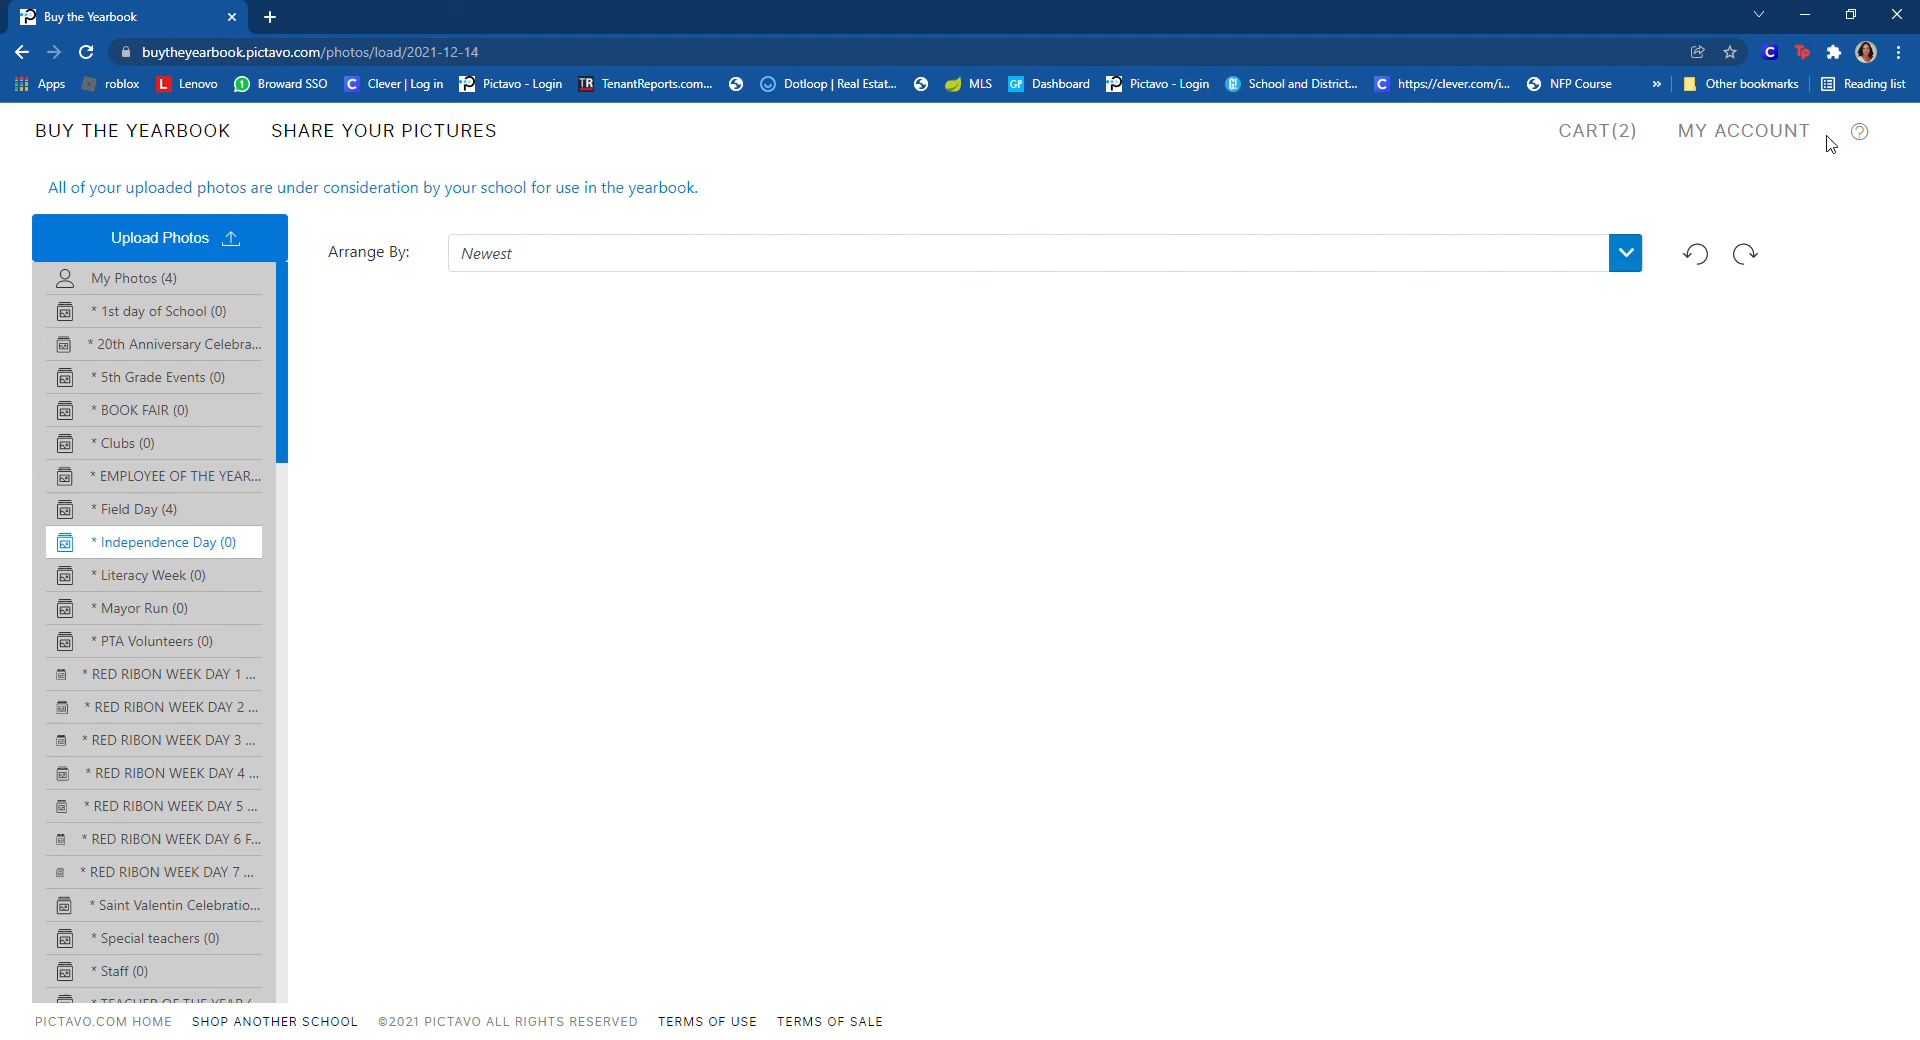 Buy the Yearbook
buytheyearbook.pictavo.com/photos/load/2021-12-14
Apps roblox Lenovo Broward SSO Clever | Log in Pictavo - Login TenantReports.com... Dotloop | Real Estat... MLS Dashboard Pictavo - Login School and District... https://clever.com/i... NFP Course » Other bookmarks Reading list
BUY THE YEARBOOK SHARE YOUR PICTURES CART(2) MY ACCOUNT
All of your uploaded photos are under consideration by your school for use in the yearbook.
Upload Photos
Arrange By: Newest
My Photos (4)
* 1st day of School (0)
* 20th Anniversary Celebra...
* 5th Grade Events (0)
* BOOK FAIR (0)
* Clubs (0)
* EMPLOYEE OF THE YEAR...
* Field Day (4)
* Independence Day (0)
* Literacy Week (0)
* Mayor Run (0)
* PTA Volunteers (0)
* RED RIBON WEEK DAY 1 ...
* RED RIBON WEEK DAY 2 ...
* RED RIBON WEEK DAY 3 ...
* RED RIBON WEEK DAY 4 ...
* RED RIBON WEEK DAY 5 ...
* RED RIBON WEEK DAY 6 F...
* RED RIBON WEEK DAY 7 ...
* Saint Valentin Celebratio...
* Special teachers (0)
* Staff (0)
* TEACHER OF THE YEAR (
PICTAVO.COM HOME SHOP ANOTHER SCHOOL ©2021 PICTAVO ALL RIGHTS RESERVED TERMS OF USE TERMS OF SALE